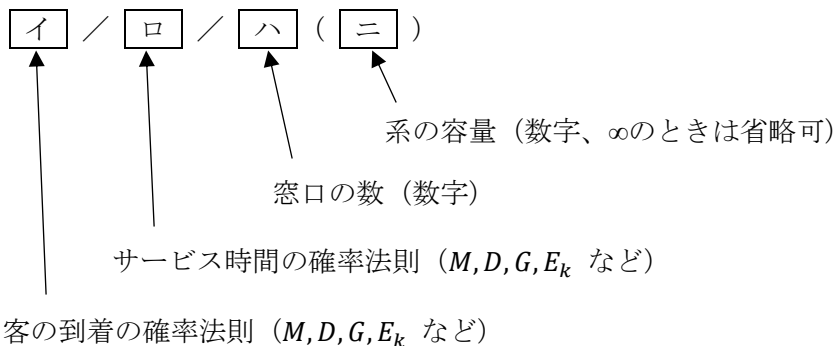 イ ／ ロ ／ ハ ( ニ )
系の容量（数字、∞のときは省略可）
窓口の数（数字）
サービス時間の確率法則（M, D, G, E_k など）
客の到着の確率法則（M, D, G, E_k など）